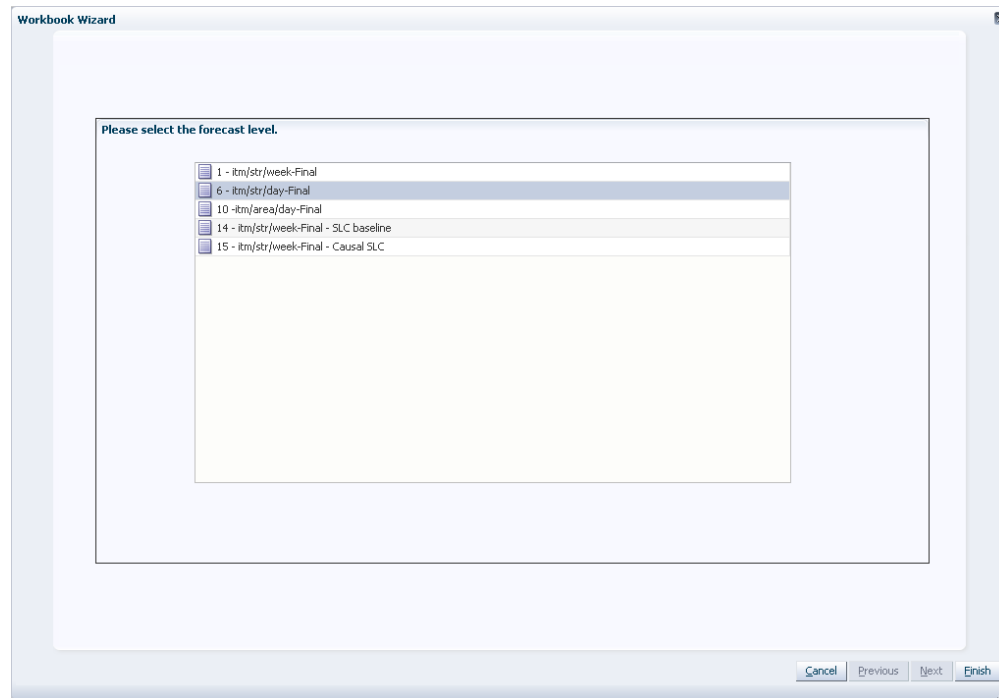 Workbook Wizard
Please select the forecast level.
1 - itm/str/week-Final
6 - itm/str/day-Final
10 -itm/area/day-Final
14 - itm/str/week-Final - SLC baseline
15 - itm/str/week-Final - Causal SLC
Cancel Previous Next Finish